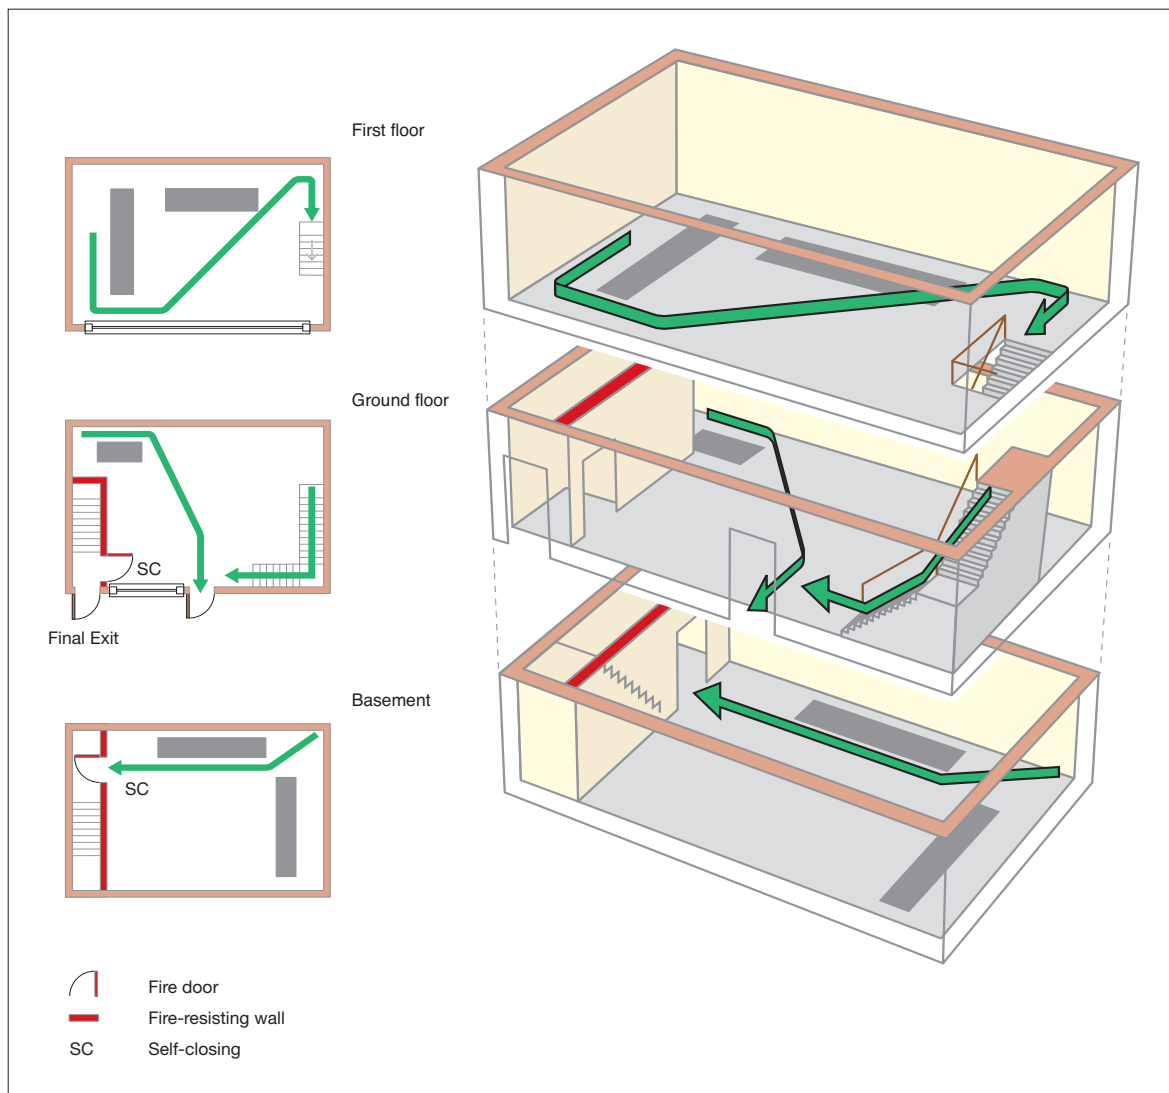 First floor
Ground floor
SC
Final Exit
Basement
SC
Fire door
Fire-resisting wall
SC Self-closing